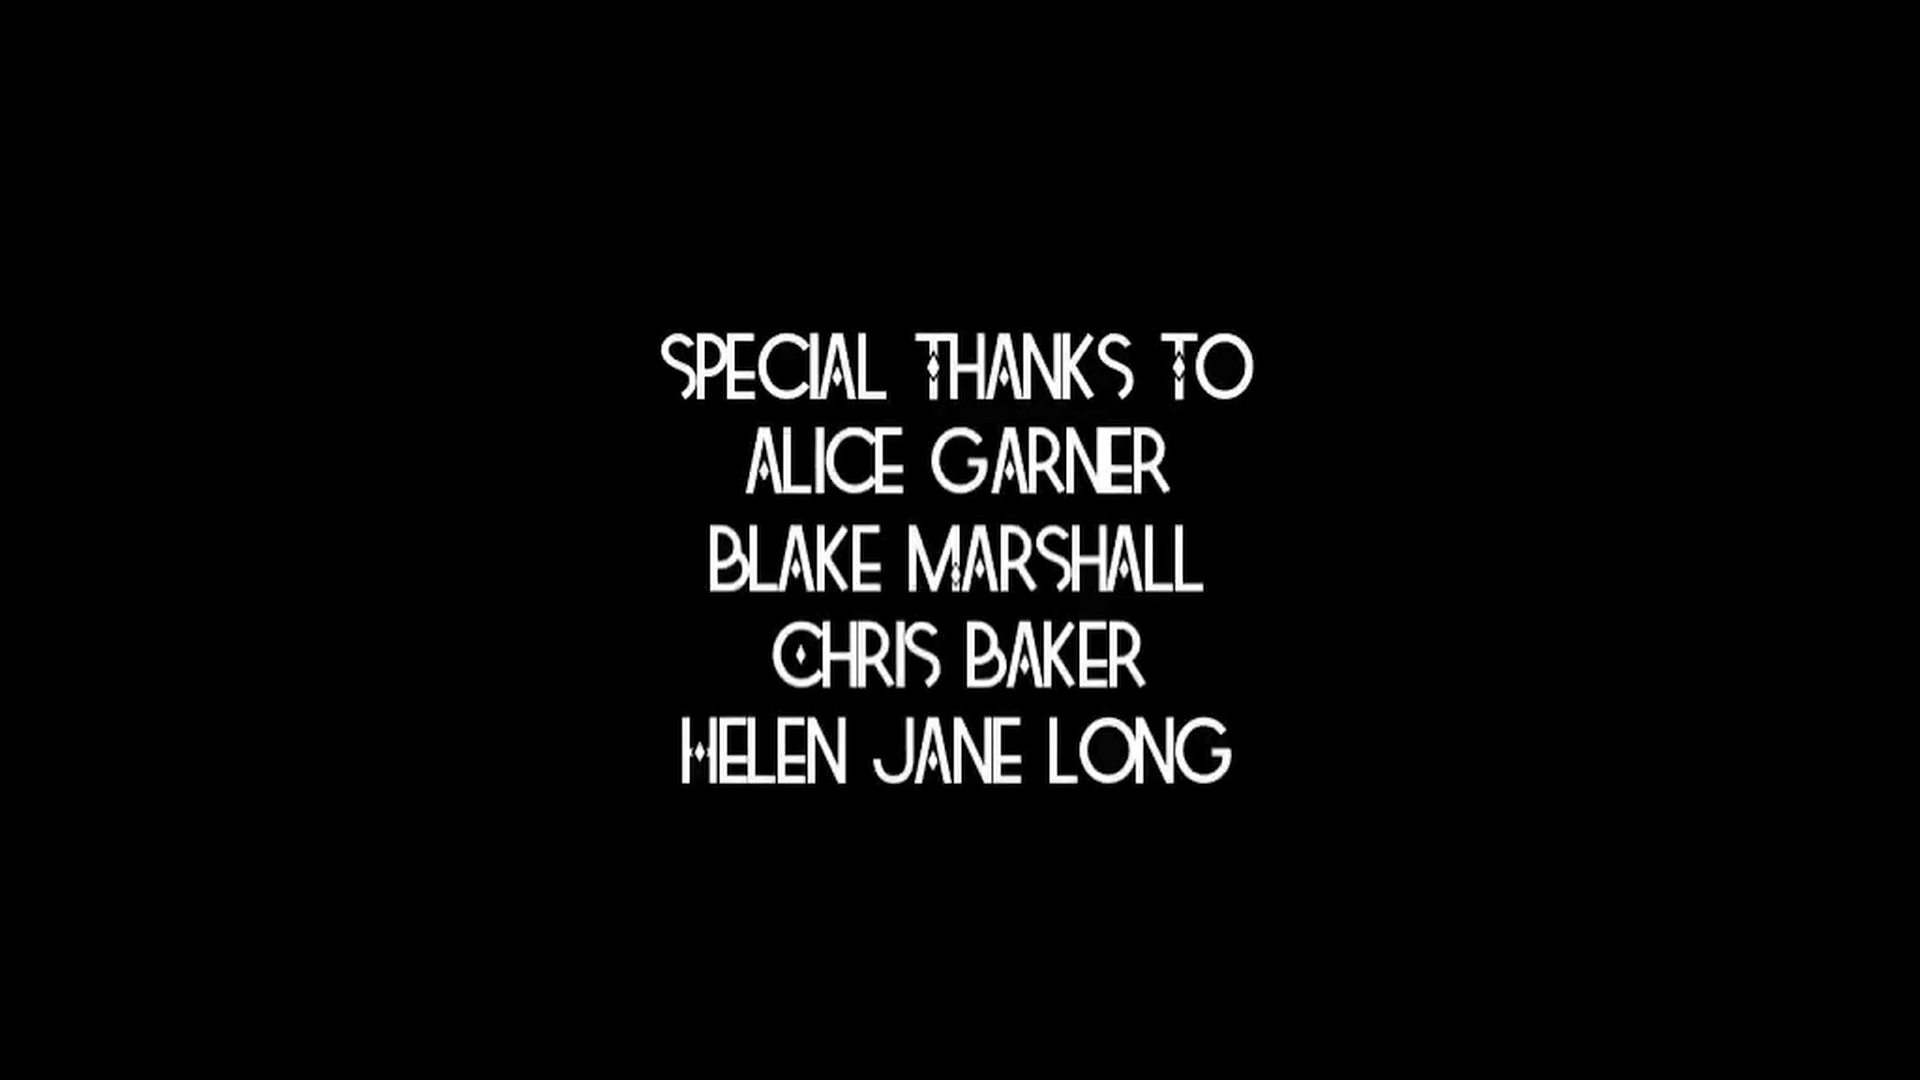 SPECIAL THANKS TO
ALICE GARNER
BLAKE MARSHALL
CHRIS BAKER
HELEN JANE LONG